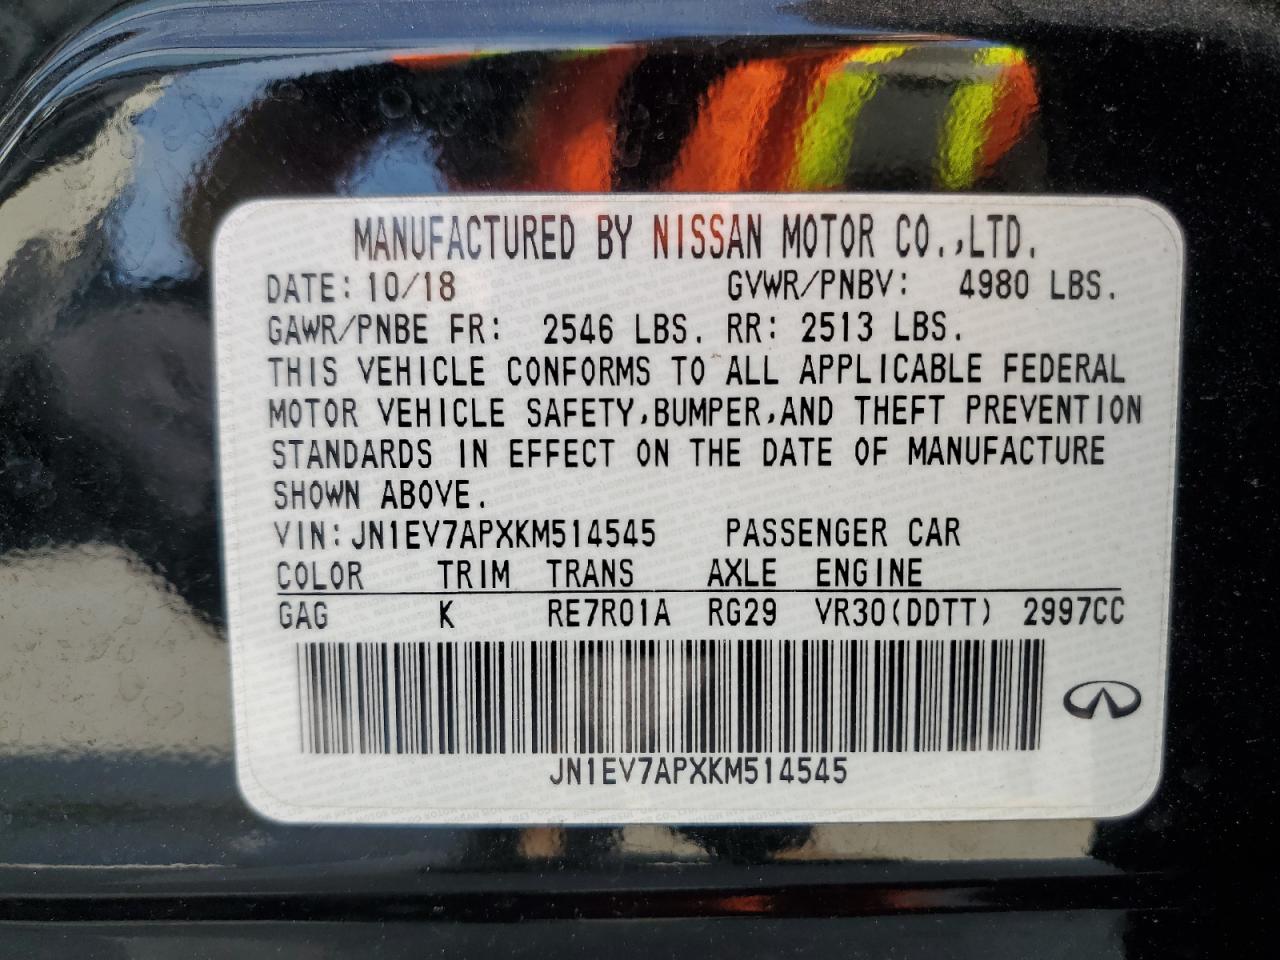 MANUFACTURED BY NISSAN MOTOR CO.,LTD.
DATE: 10/18 GVWR/PNBV: 4980 LBS.
GAWR/PNBE FR: 2546 LBS. RR: 2513 LBS.
THIS VEHICLE CONFORMS TO ALL APPLICABLE FEDERAL
MOTOR VEHICLE SAFETY,BUMPER,AND THEFT PREVENTION
STANDARDS IN EFFECT ON THE DATE OF MANUFACTURE
SHOWN ABOVE.
VIN:JN1EV7APXKM514545 PASSENGER CAR
COLOR TRIM TRANS AXLE ENGINE
GAG K RE7R01A RG29 VR30(DDTT) 2997CC
JN1EV7APXKM514545